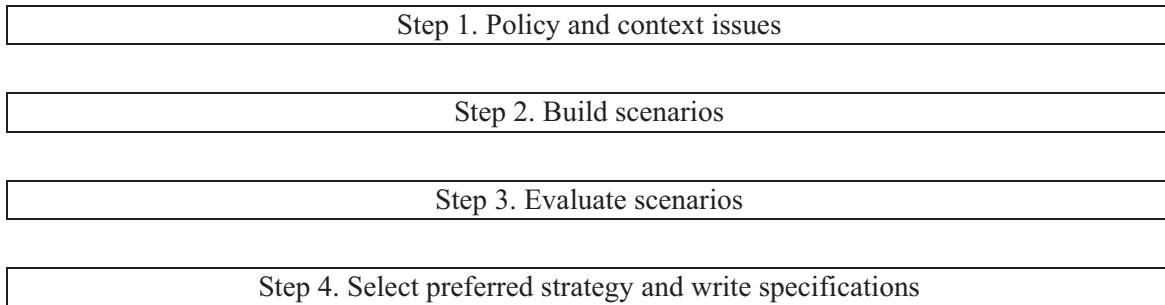 Step 1. Policy and context issues
Step 2. Build scenarios
Step 3. Evaluate scenarios
Step 4. Select preferred strategy and write specifications